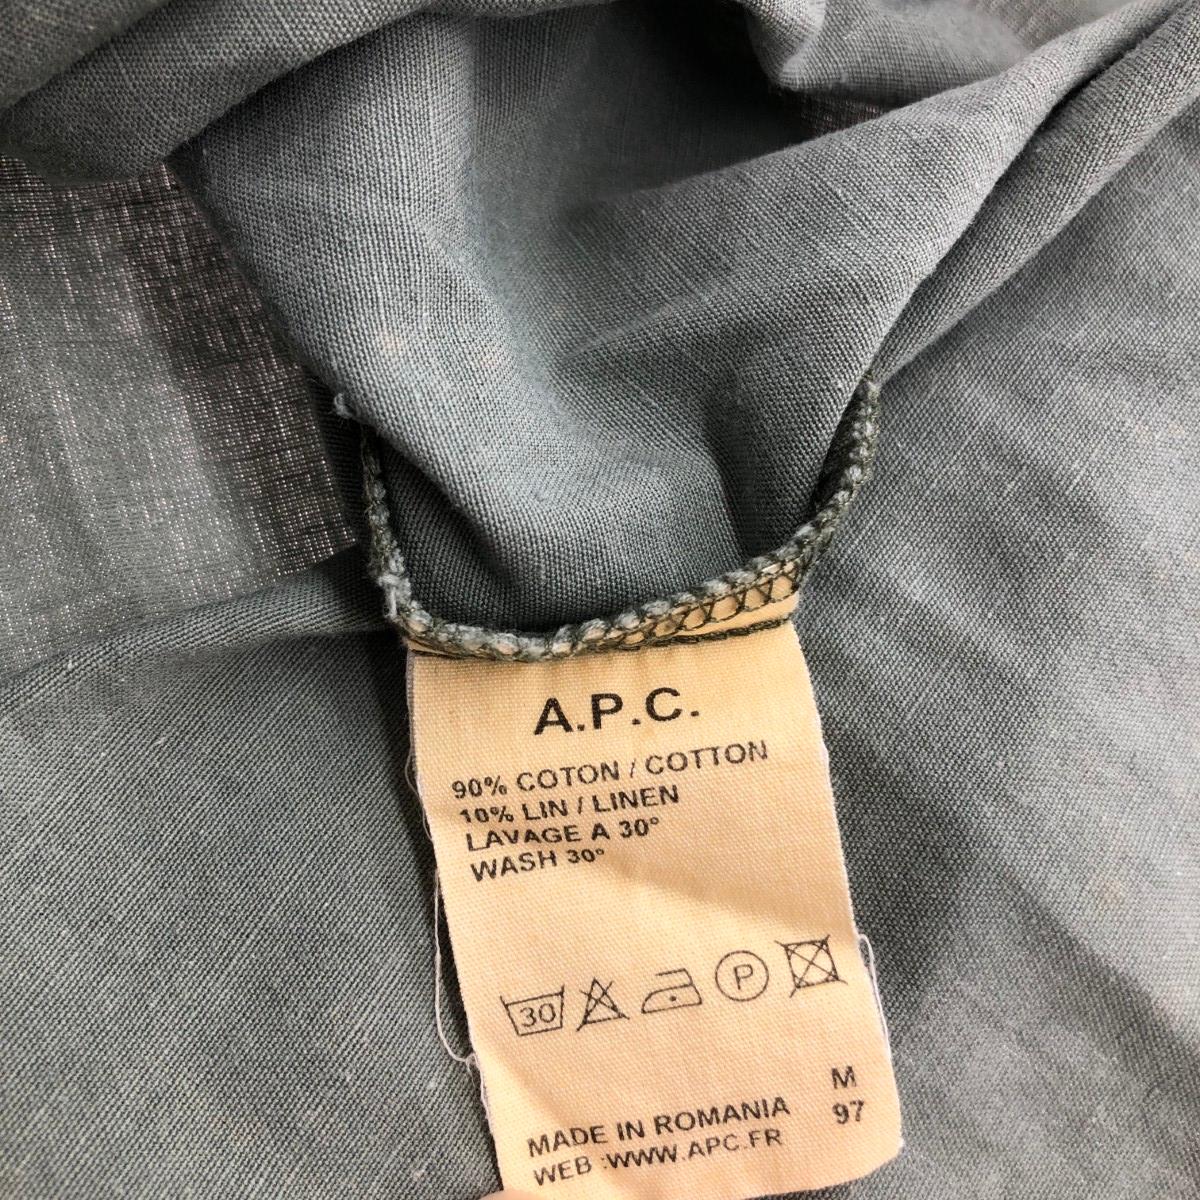 A.P.C.
90% COTON / COTTON
10% LIN / LINEN
LAVAGE A 30°
WASH 30°
30 P
M
97
MADE IN ROMANIA
WEB :WWW.APC.FR